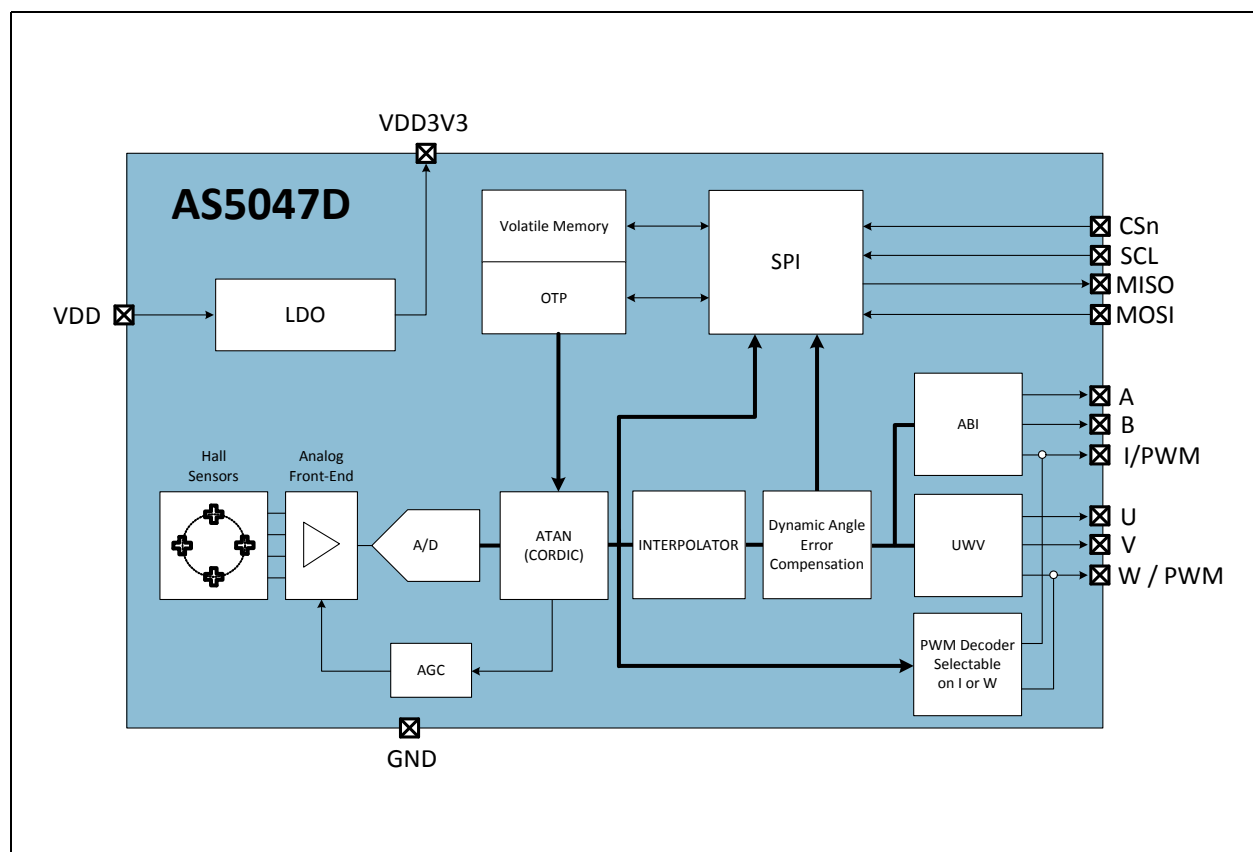 VDD3V3
AS5047D
Volatile Memory
OTP
SPI
CSn
SCL
MISO
MOSI
VDD
LDO
A
B
I/PWM
ABI
Hall
Sensors
Analog
Front-End
A/D
ATAN
(CORDIC)
INTERPOLATOR
Dynamic Angle
Error
Compensation
UWV
U
V
W / PWM
AGC
PWM Decoder
Selectable
on I or W
GND